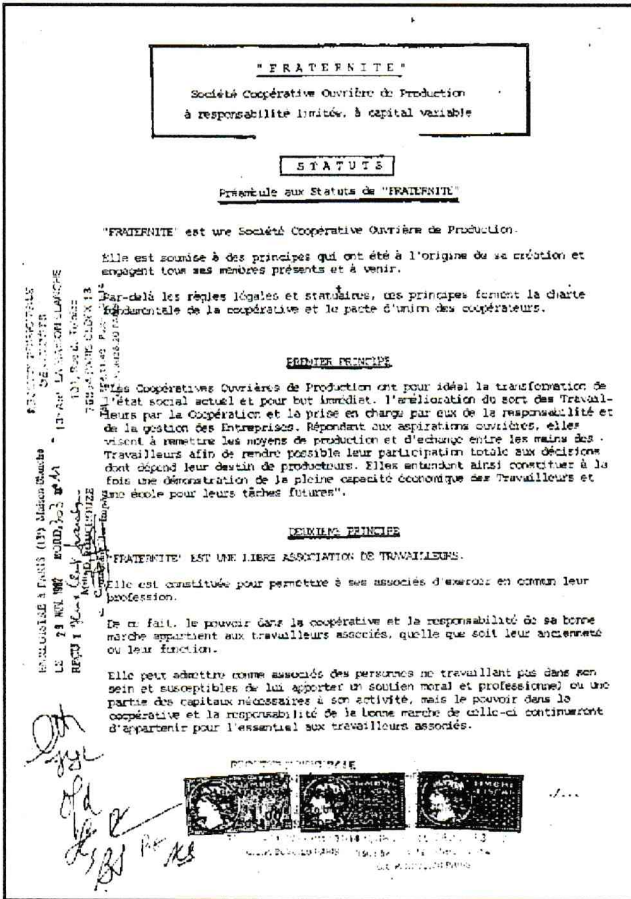 "FRATERNITE"
Société Coopérative Ouvrière de Production
à responsabilité limitée, à capital variable
STATUTS
Préambule aux Statuts de "FRATERNITE"
"FRATERNITE" est une Société Coopérative Ouvrière de Production.
Elle est soumise à des principes qui ont été à l'origine de sa création et
engagent tous ses membres présents et à venir.
Par-delà les règles légales et statuaires, ces principes forment la charte
fondamentale de la coopérative et le pacte d'union des coopérateurs.
PREMIER PRINCIPE
"Les Coopératives Ouvrières de Production ont pour idéal la transformation de
l'état social actuel et pour but immédiat, l'amélioration du sort des Travail-
leurs par la Coopération et la prise en charge par eux de la responsabilité et
de la gestion des Entreprises. Répondant aux aspirations ouvrières, elles
visent à remettre les moyens de production et d'echange entre les mains des
Travailleurs afin de rendre possible leur participation totale aux décisions
dont dépend leur destin de producteurs. Elles entendent ainsi constituer à la
fois une démonstration de la pleine capacité économique des Travailleurs et
une école pour leurs tâches futures".
DEUXIEME PRINCIPE
"FRATERNITE" EST UNE LIBRE ASSOCIATION DE TRAVAILLEURS.
Elle est constituée pour permettre à ses associés d'exercer en commun leur
profession.
De ce fait, le pouvoir dans la coopérative et la responsabilité de sa bonne
marche appartient aux travailleurs associés, quelle que soit leur ancienneté
ou leur fonction.
Elle peut admettre comme associés des personnes ne travaillant pas dans son
sein et susceptibles de lui apporter un soutien moral et professionnel ou une
partie des capitaux nécessaires à son activité, mais le pouvoir dans la
coopérative et la responsabilité de la bonne marche de celle-ci continueront
d'appartenir pour l'essentiel aux travailleurs associés.
./...
ENREGISTRE à PARIS (13°) Maison Blanche
LE 29 NOV. 1982 BORD.
REÇU